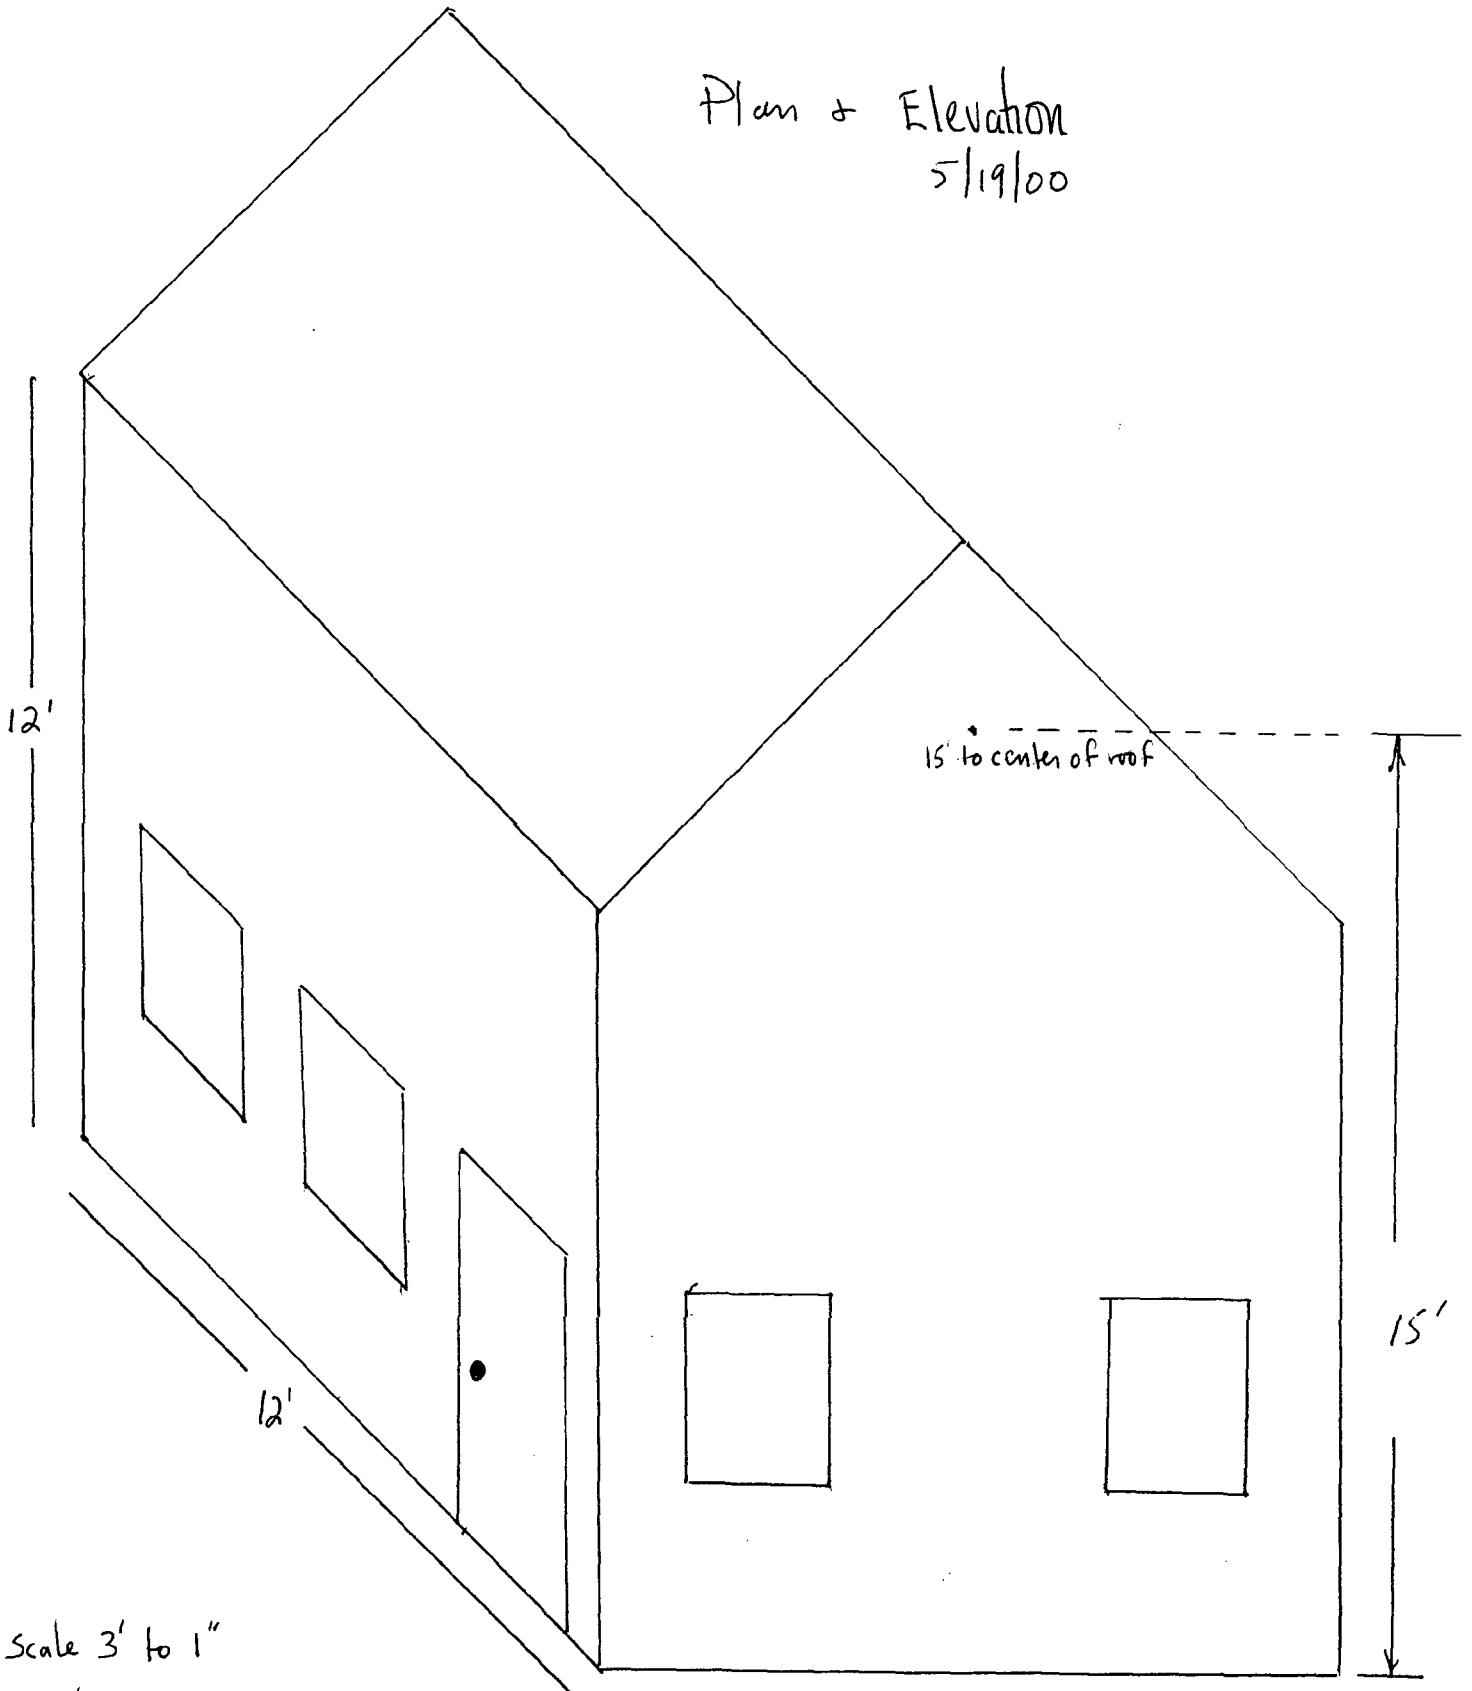 Plan & Elevation
5/19/00
12'
15' to center of roof
15'
12'
Scale 3' to 1"